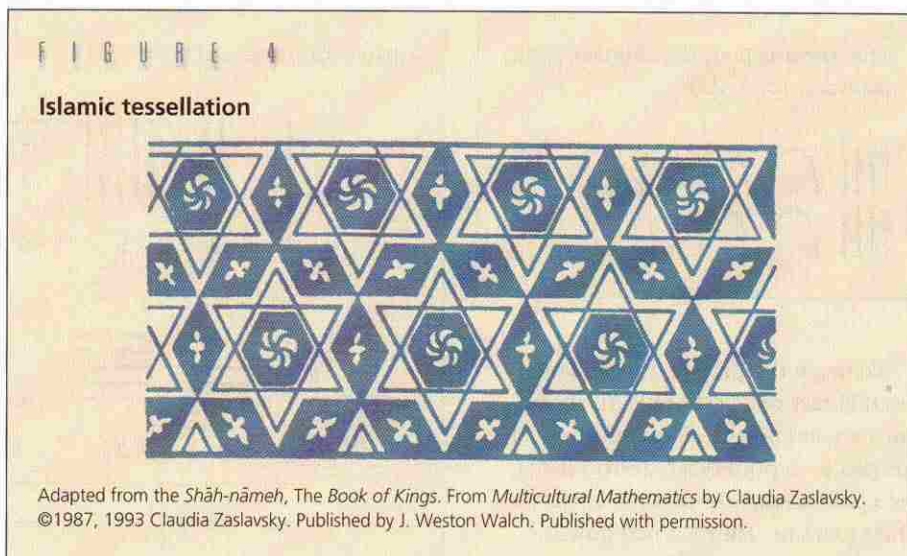 FIGURE 4
Islamic tessellation
Adapted from the Shāh-nāmeh, The Book of Kings. From Multicultural Mathematics by Claudia Zaslavsky.
©1987, 1993 Claudia Zaslavsky. Published by J. Weston Walch. Published with permission.